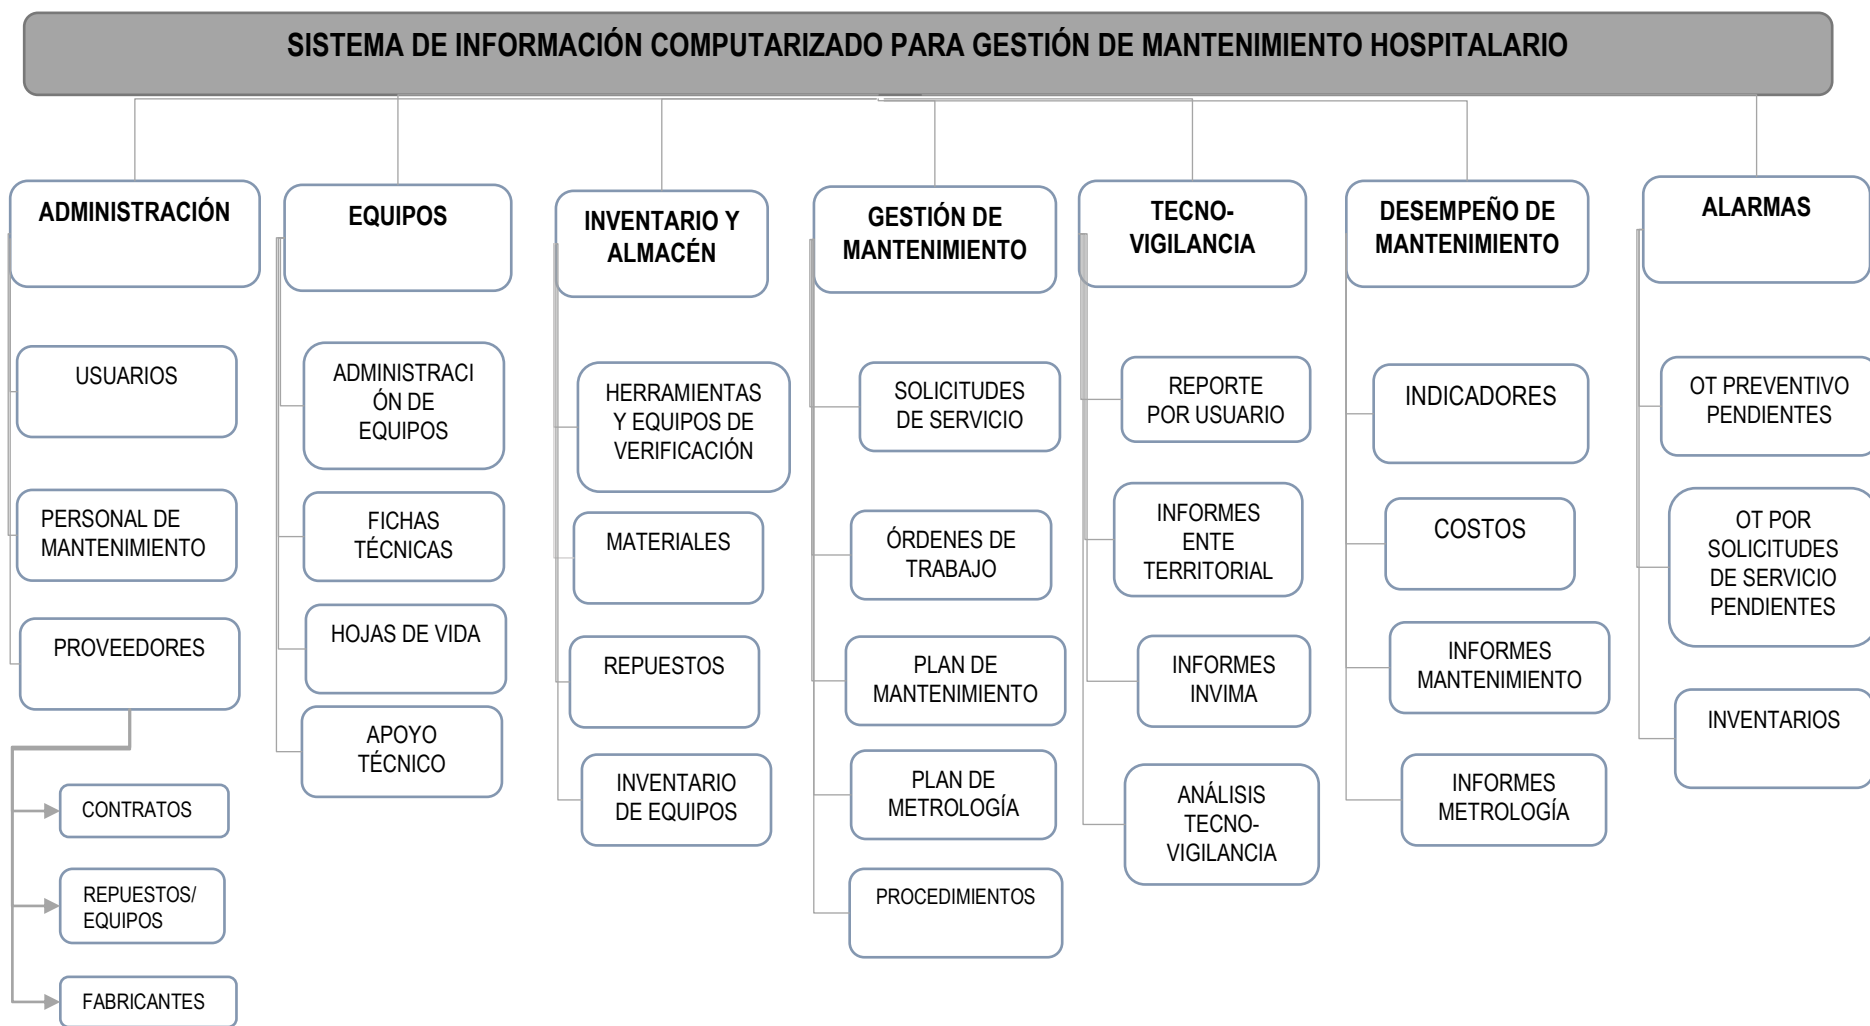 SISTEMA DE INFORMACIÓN COMPUTARIZADO PARA GESTIÓN DE MANTENIMIENTO HOSPITALARIO
ADMINISTRACIÓN
USUARIOS
PERSONAL DE
MANTENIMIENTO
PROVEEDORES
CONTRATOS
REPUESTOS/
EQUIPOS
FABRICANTES
EQUIPOS
ADMINISTRACI
ÓN DE
EQUIPOS
FICHAS
TÉCNICAS
HOJAS DE VIDA
APOYO
TÉCNICO
INVENTARIO Y
ALMACÉN
HERRAMIENTAS
Y EQUIPOS DE
VERIFICACIÓN
MATERIALES
REPUESTOS
INVENTARIO
DE EQUIPOS
GESTIÓN DE
MANTENIMIENTO
SOLICITUDES
DE SERVICIO
ÓRDENES DE
TRABAJO
PLAN DE
MANTENIMIENTO
PLAN DE
METROLOGÍA
PROCEDIMIENTOS
TECNO-
VIGILANCIA
REPORTE
POR USUARIO
INFORMES
ENTE
TERRITORIAL
INFORMES
INVIMA
ANÁLISIS
TECNO-
VIGILANCIA
DESEMPEÑO DE
MANTENIMIENTO
INDICADORES
COSTOS
INFORMES
MANTENIMIENTO
INFORMES
METROLOGÍA
ALARMAS
OT PREVENTIVO
PENDIENTES
OT POR
SOLICITUDES
DE SERVICIO
PENDIENTES
INVENTARIOS